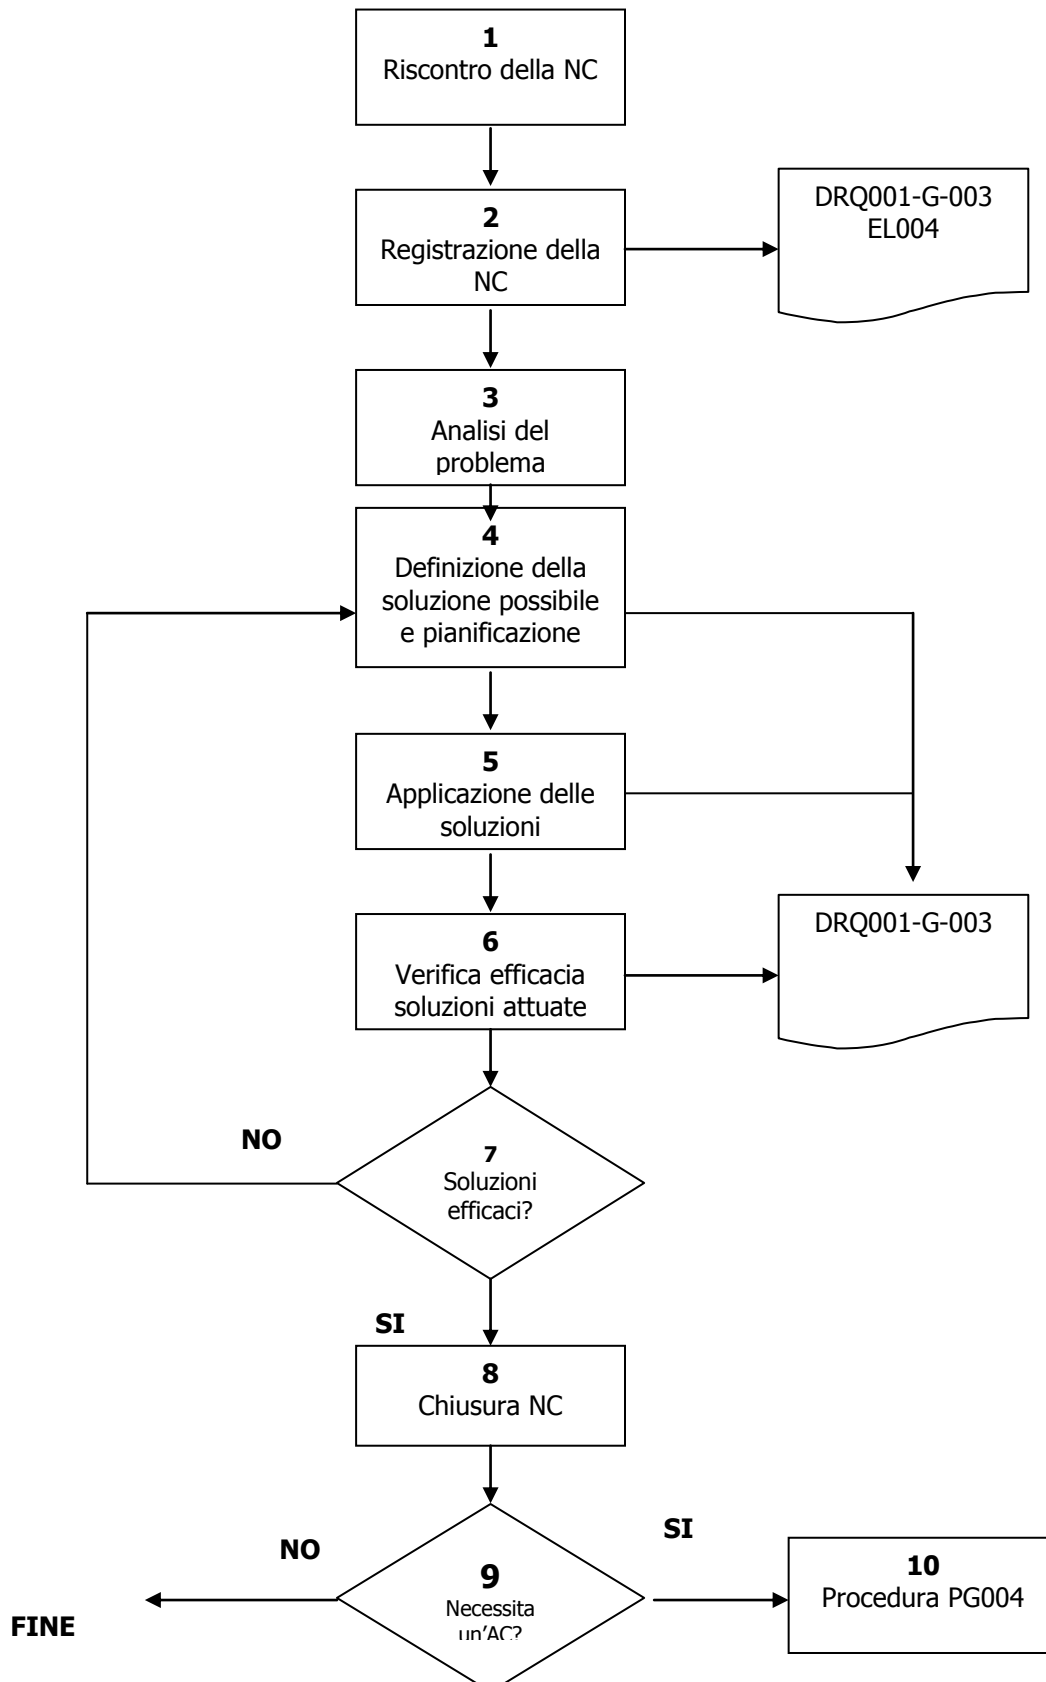 1
Riscontro della NC
2
Registrazione della
NC
DRQ001-G-003
EL004
3
Analisi del
problema
4
Definizione della
soluzione possibile
e pianificazione
5
Applicazione delle
soluzioni
6
Verifica efficacia
soluzioni attuate
DRQ001-G-003
NO
7
Soluzioni
efficaci?
SI
8
Chiusura NC
NO
SI
9
Necessita
un'AC?
10
Procedura PG004
FINE